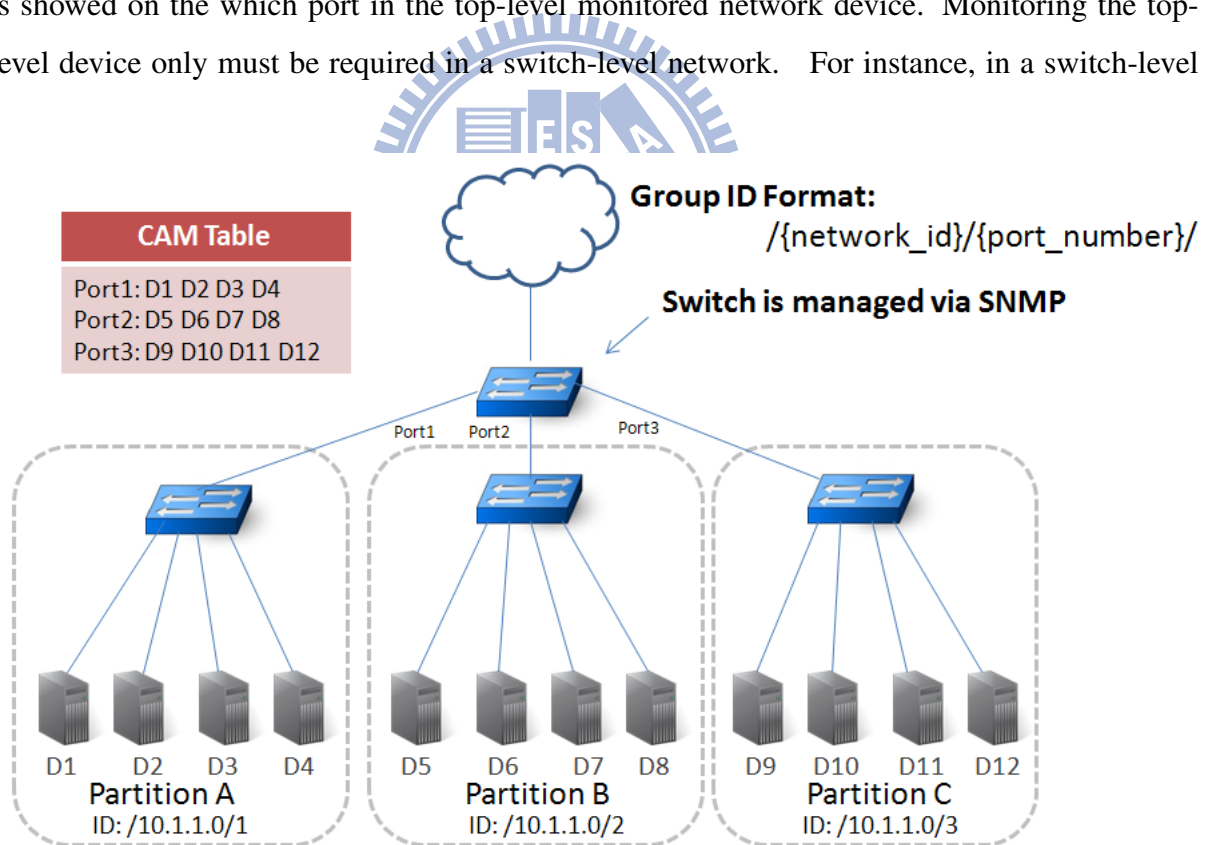 s showed on the which port in the top-level monitored network device. Monitoring the top-
evel device only must be required in a switch-level network. For instance, in a switch-level
ESA
Group ID Format:
/{network_id}/{port_number}/
CAM Table
Port1: D1 D2 D3 D4
Port2: D5 D6 D7 D8
Port3: D9 D10 D11 D12
Switch is managed via SNMP
Port1 Port2 Port3
D1 D2 D3 D4 D5 D6 D7 D8 D9 D10 D11 D12
Partition A Partition B Partition C
ID: /10.1.1.0/1 ID: /10.1.1.0/2 ID: /10.1.1.0/3